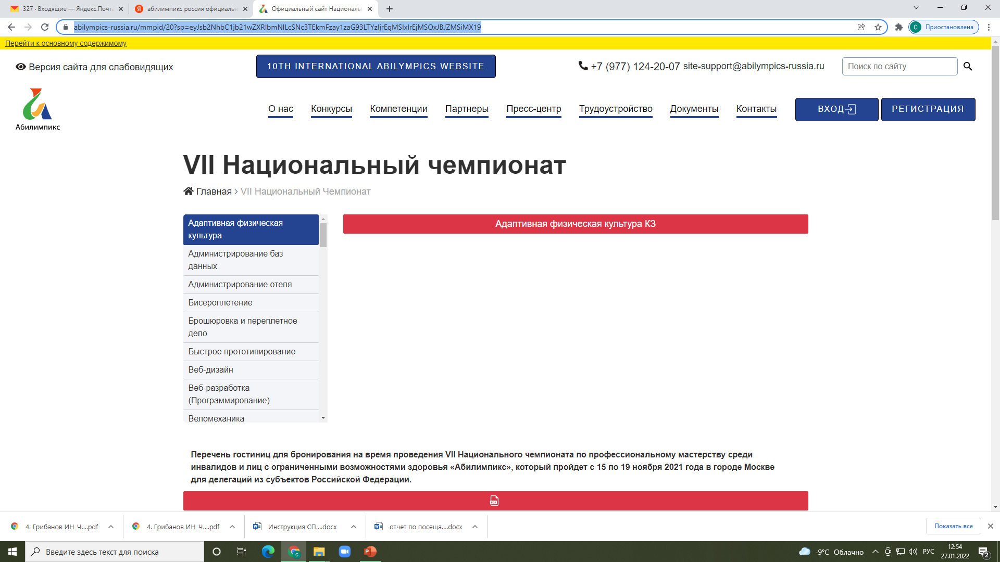 327 · Входящие — Яндекс.Почта
абилимпикс россия официальн
Официальный сайт Националь
abilympics-russia.ru/mmpid/20?sp=
Приостановлена
Перейти к основному содержимому
Версия сайта для слабовидящих
10TH INTERNATIONAL ABILYMPICS WEBSITE
+7 (977) 124-20-07 site-support@abilympics-russia.ru
Поиск по сайту
Абилимпикс
О нас Конкурсы Компетенции Партнеры Пресс-центр Трудоустройство Документы Контакты
ВХОД
РЕГИСТРАЦИЯ
VII Национальный чемпионат
Главная > VII Национальный Чемпионат
Адаптивная физическая
культура
Администрирование баз
данных
Администрирование отеля
Бисероплетение
Брошюровка и переплетное
дело
Быстрое прототипирование
Веб-дизайн
Веб-разработка
(Программирование)
Веломеханика
Адаптивная физическая культура КЗ
Перечень гостиниц для бронирования на время проведения VII Национального чемпионата по профессиональному мастерству среди
инвалидов и лиц с ограниченными возможностями здоровья «Абилимпикс», который пройдет с 15 по 19 ноября 2021 года в городе Москве
для делегаций из субъектов Российской Федерации.
PDF
4. Грибанов ИН_Ч....pdf
4. Грибанов ИН_Ч....pdf
Инструкция СП....docx
отчет по посеща....docx
Показать все
Введите здесь текст для поиска
-9°C Облачно
РУС
12:54
27.01.2022
2